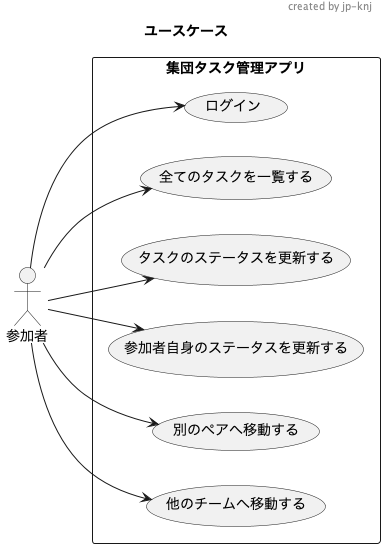 created by jp-knj
ユースケース
集団タスク管理アプリ
ログイン
全てのタスクを一覧する
タスクのステータスを更新する
参加者
参加者自身のステータスを更新する
別のペアへ移動する
他のチームへ移動する